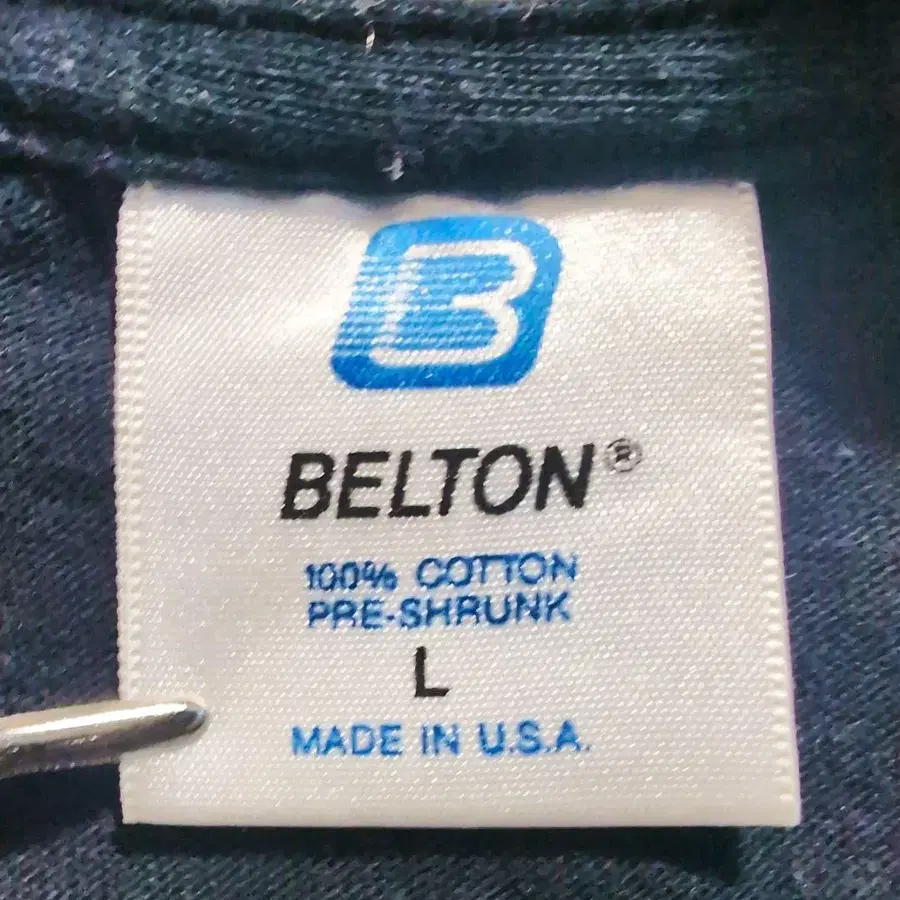 B
BELTON®
100% COTTON
PRE-SHRUNK
L
MADE IN U.S.A.